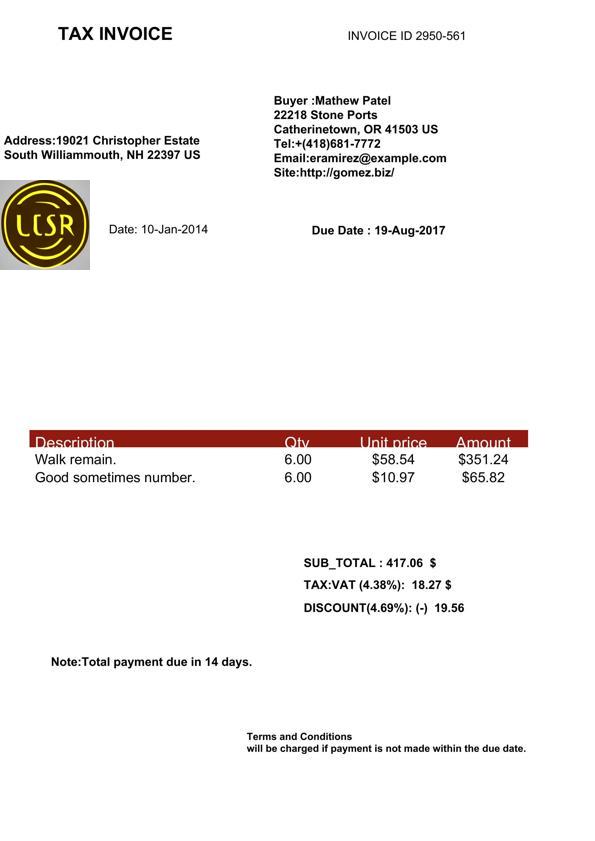 TAX INVOICE
INVOICE ID 2950-561
Buyer :Mathew Patel
22218 Stone Ports
Catherinetown, OR 41503 US
Tel:+(418)681-7772
Email:eramirez@example.com
Site:http://gomez.biz/
Address:19021 Christopher Estate
South Williammouth, NH 22397 US
LCSR
Date: 10-Jan-2014
Due Date : 19-Aug-2017
Description Qty Unit price Amount
Walk remain. 6.00 $58.54 $351.24
Good sometimes number. 6.00 $10.97 $65.82
SUB_TOTAL : 417.06 $
TAX:VAT (4.38%): 18.27 $
DISCOUNT(4.69%): (-) 19.56
Note:Total payment due in 14 days.
Terms and Conditions
will be charged if payment is not made within the due date.